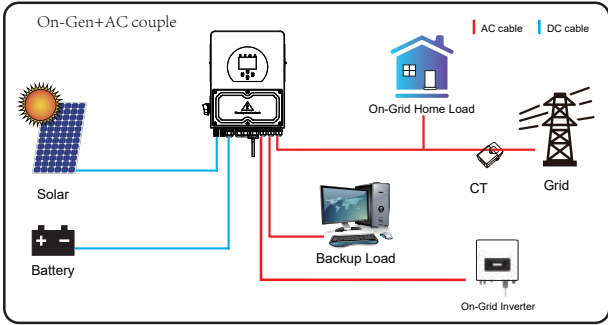 On-Gen+AC couple
AC cable
DC cable
On-Grid Home Load
Solar
CT
Grid
Battery
Backup Load
On-Grid Inverter